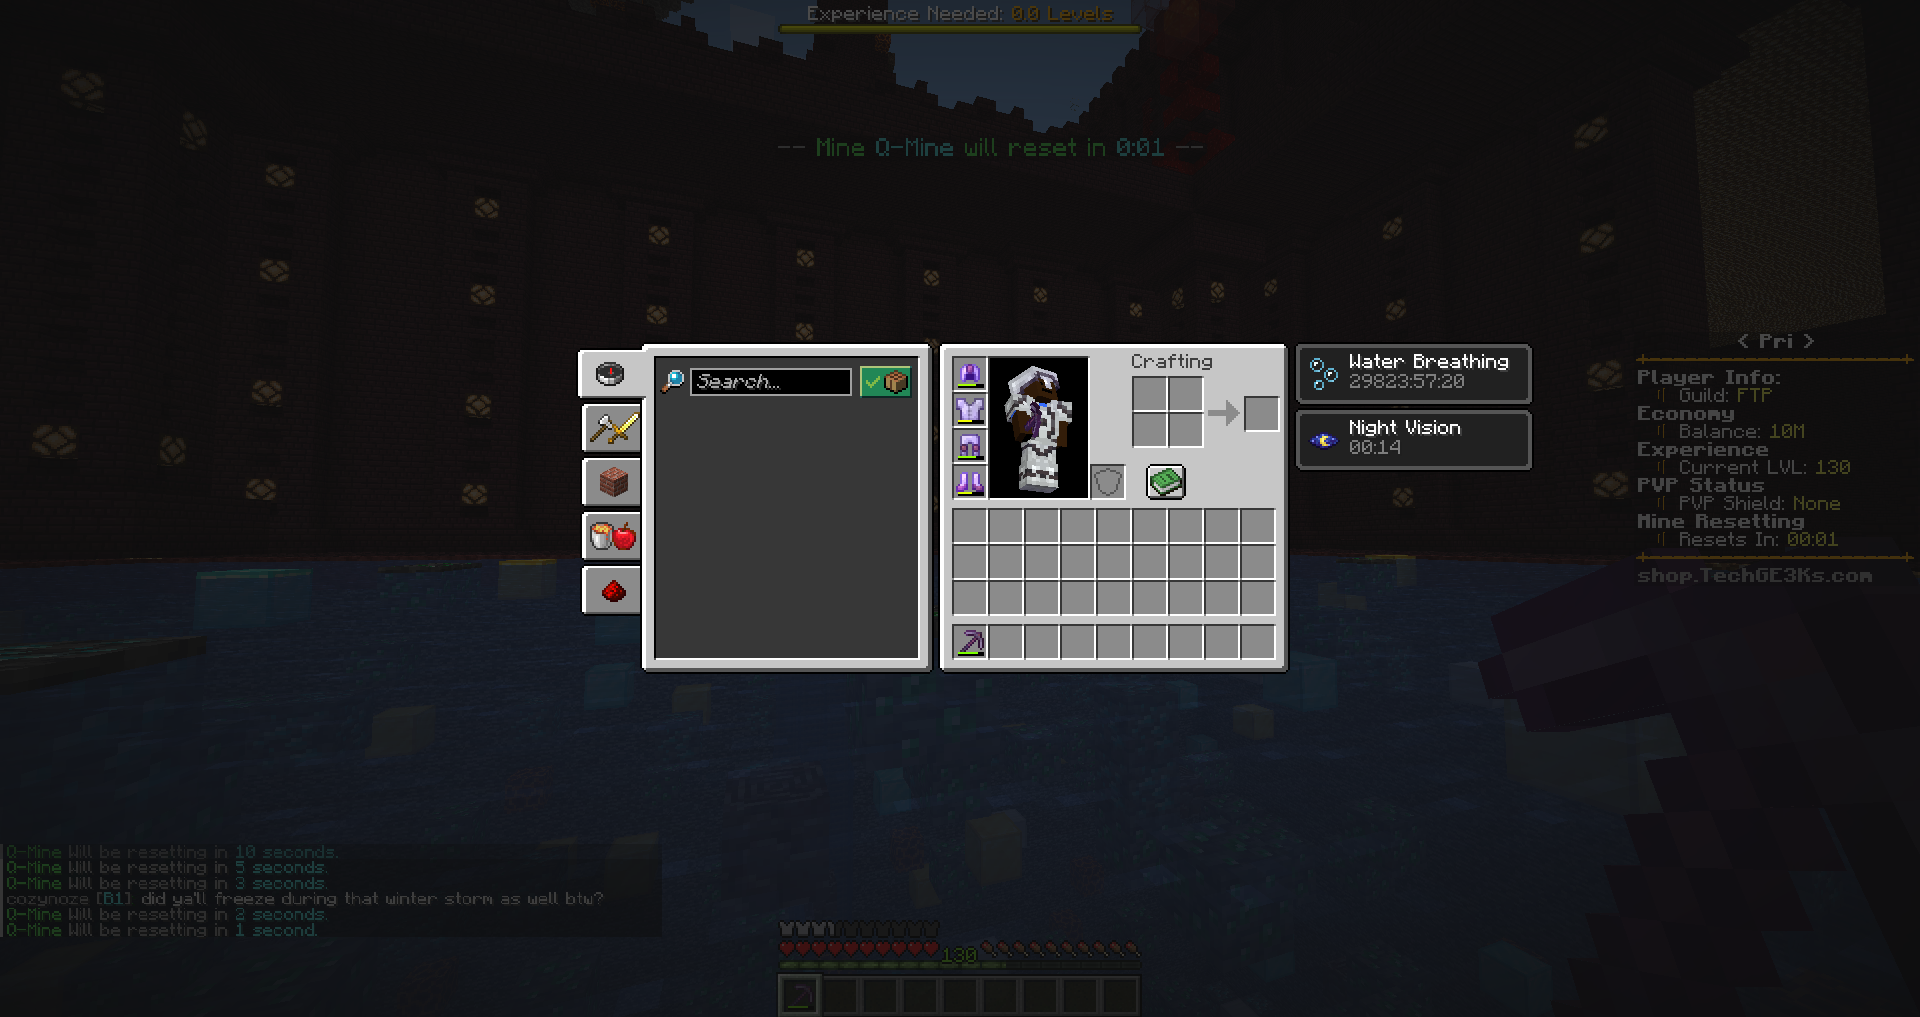 Experience Needed: 0.0 Levels
-- Mine Q-Mine will reset in 0:01 --
Search...
Crafting
Water Breathing
29823:57:20
Night Vision
00:14
< Pri >
Player Info:
Guild: FTP
Economy
Balance: 10M
Experience
Current LVL: 130
PVP Status
PVP Shield: None
Mine Resetting
Resets In: 00:01
shop.TechGE3Ks.com
Q-Mine Will be resetting in 10 seconds.
Q-Mine Will be resetting in 5 seconds.
Q-Mine Will be resetting in 3 seconds.
cozynoze [B1] did ya'll freeze during that winter storm as well btw?
Q-Mine Will be resetting in 2 seconds.
Q-Mine Will be resetting in 1 second.
130